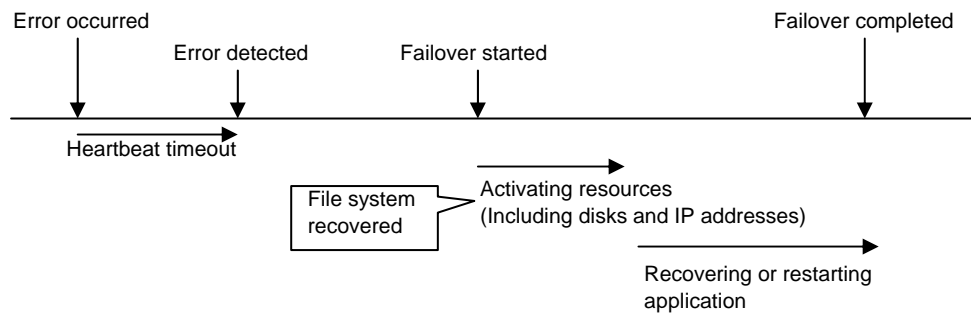 Error occurred
Failover completed
Error detected
Failover started
Heartbeat timeout
File system
recovered
Activating resources
(Including disks and IP addresses)
Recovering or restarting
application